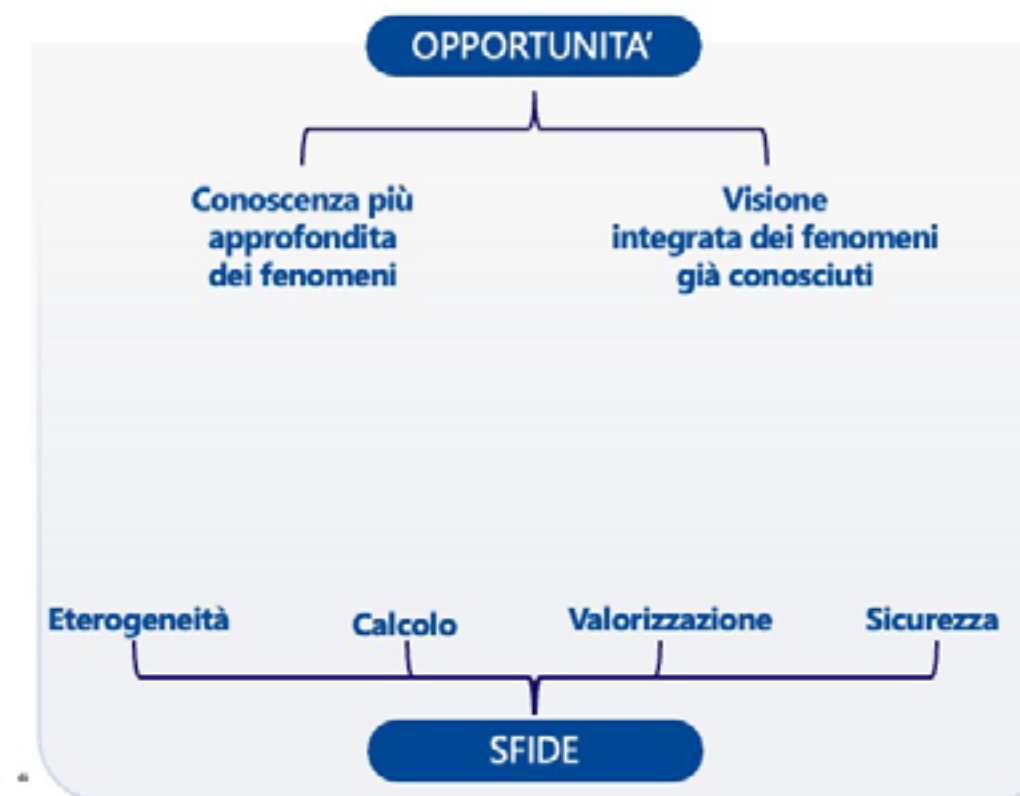 OPPORTUNITA'
Conoscenza più
approfondita
dei fenomeni
Visione
integrata dei fenomeni
già conosciuti
Eterogeneità
Calcolo
Valorizzazione
Sicurezza
SFIDE